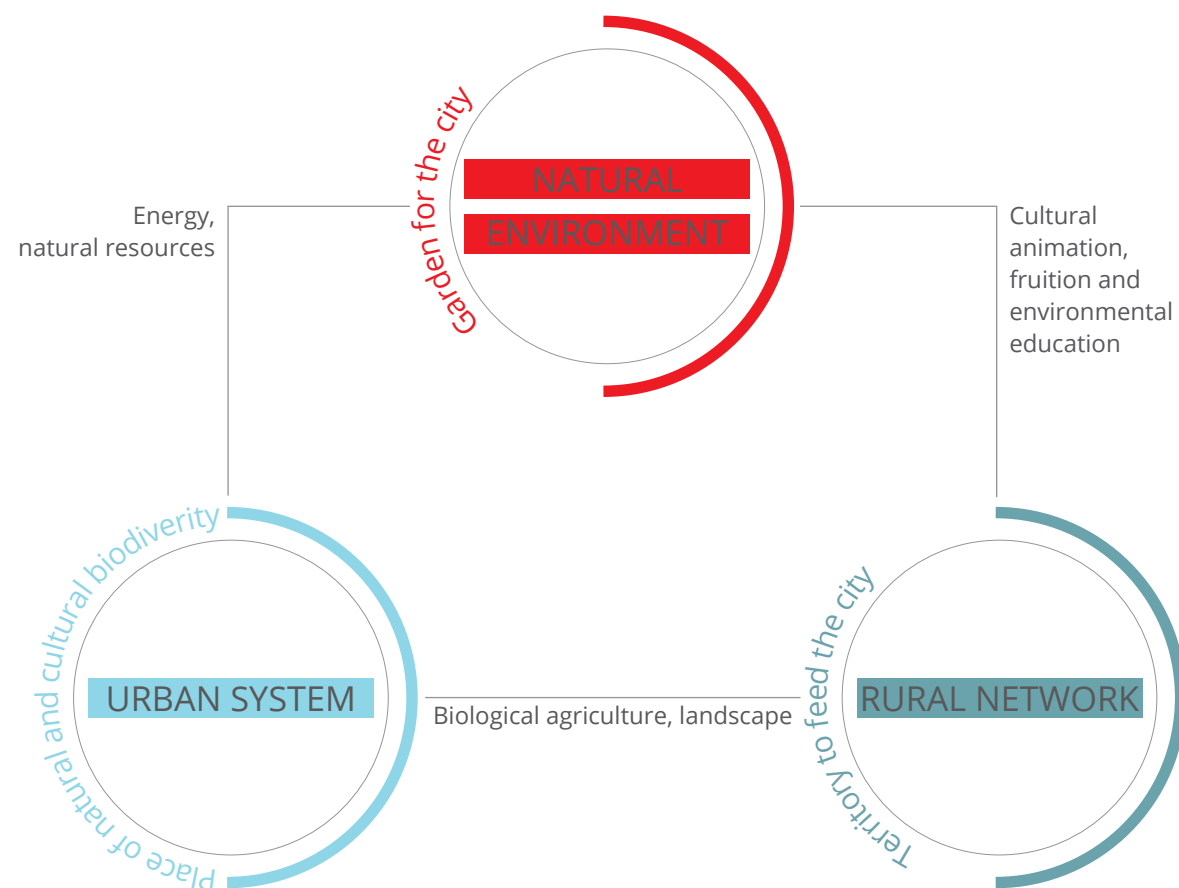 Garden for the city
NATURAL
ENVIRONMENT
Energy,
natural resources
Cultural
animation,
fruition and
environmental
education
Place of natural and cultural biodiverity
URBAN SYSTEM
Biological agriculture, landscape
Territory to feed the city
RURAL NETWORK